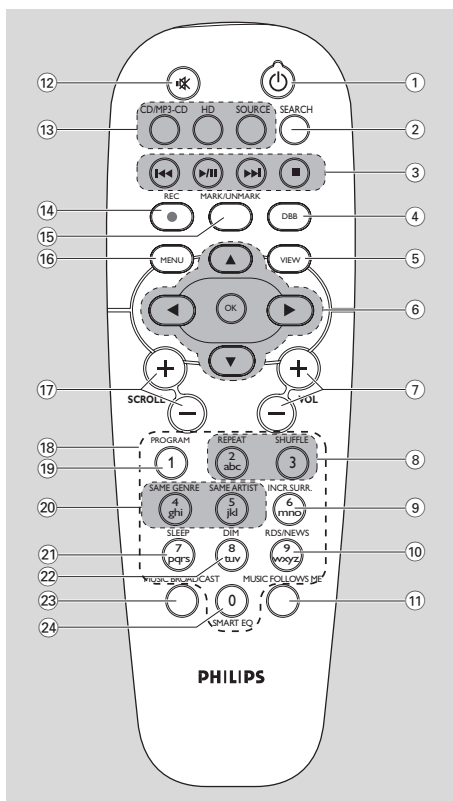 12
1
CD/MP3-CD HD SOURCE SEARCH
13
2
3
REC MARK/UNMARK
14
DBB
4
15
16
MENU
VIEW
5
OK
6
17
SCROLL
VOL
7
18
PROGRAM REPEAT SHUFFLE
1
2 abc
3
8
19
SAME GENRE SAME ARTIST INCR.SURR.
20
4 ghi
5 jkl
6 mno
9
SLEEP DIM RDS/NEWS
21
7 pqrs
8 tuv
9 wxyz
10
22
MUSIC BROADCAST MUSIC FOLLOWS ME
23
0
11
24
SMART EQ
PHILIPS